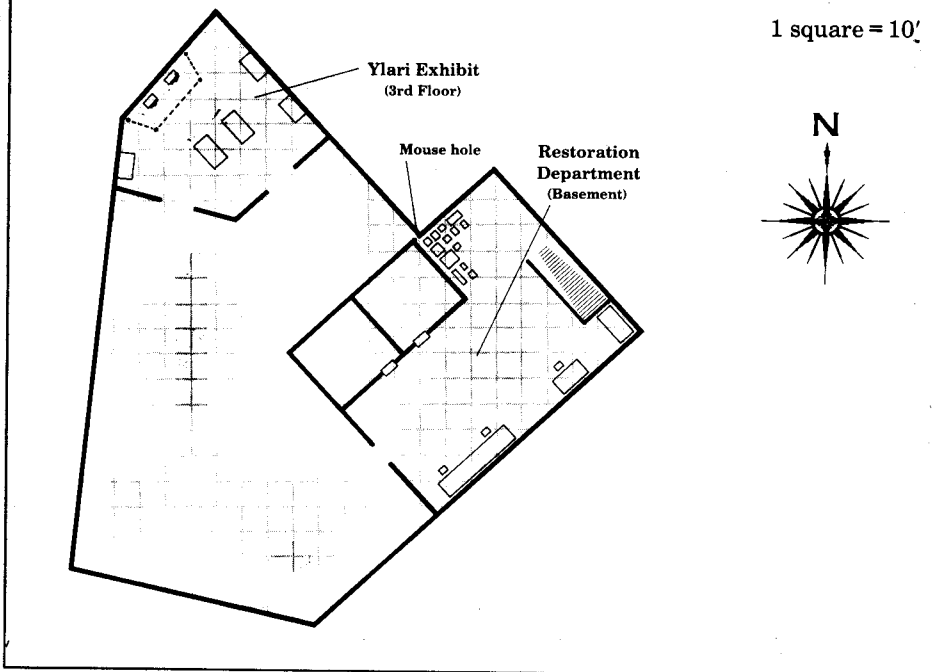 1 square = 10'
Ylari Exhibit
(3rd Floor)
N
Mouse hole
Restoration
Department
(Basement)